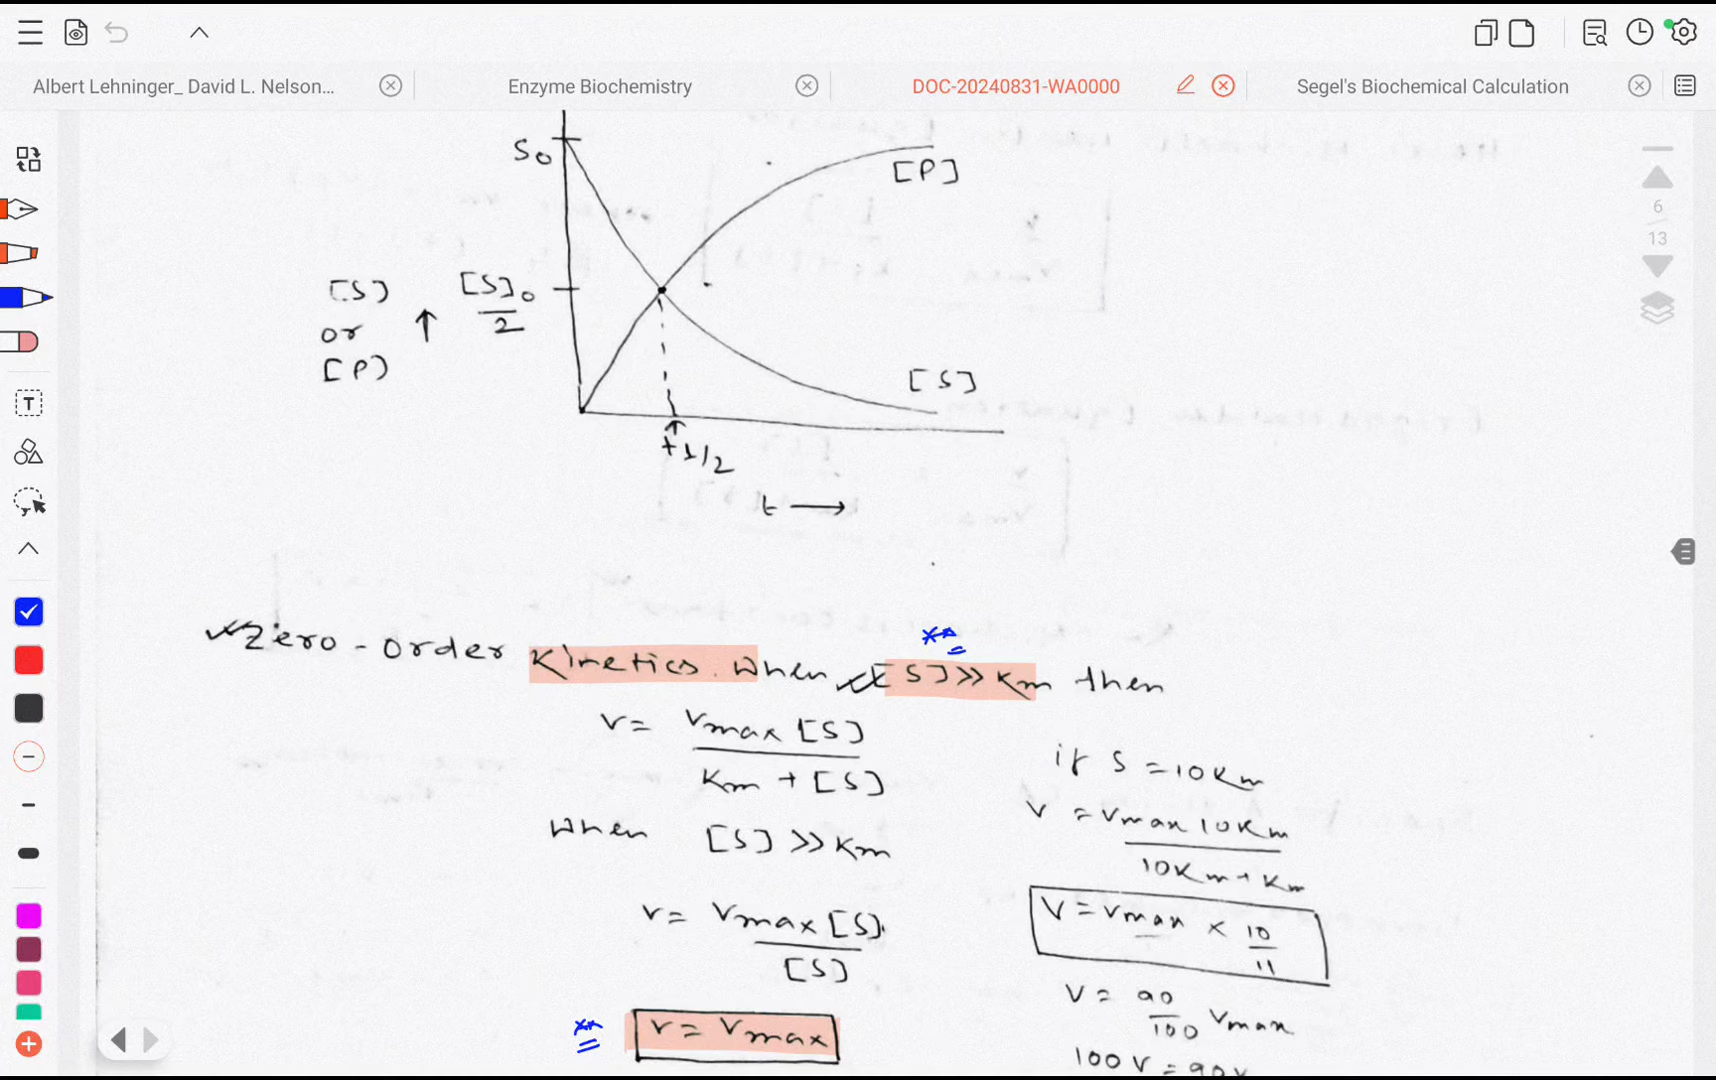 Albert Lehninger_ David L. Nelson...
Enzyme Biochemistry
DOC-20240831-WA0000
Segel's Biochemical Calculation
6
13
T
S0
[P]
[S]
or
[P]
[S]0
2
[S]
t1/2
t →
Zero - order Kinetics. When [S] >> Km then
v = Vmax [S]
Km + [S]
When [S] >> Km
v = Vmax [S]
[S]
v = Vmax
if S = 10Km
V = Vmax 10Km
10Km + Km
V = Vmax × 10
11
V = 90
100 Vmax
100 V = 90V